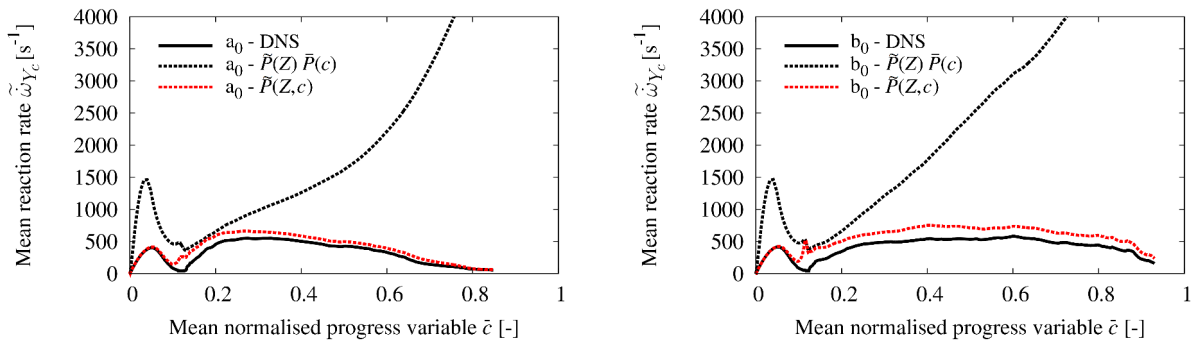 Mean reaction rate ω̇̃_{Y_c} [s⁻¹]
4000
3500
3000
2500
2000
1500
1000
500
0
a₀ - DNS
a₀ - P̃(Z) P̄(c)
a₀ - P̃(Z,c)
0 0.2 0.4 0.6 0.8 1
Mean normalised progress variable c̄ [-]
Mean reaction rate ω̇̃_{Y_c} [s⁻¹]
4000
3500
3000
2500
2000
1500
1000
500
0
b₀ - DNS
b₀ - P̃(Z) P̄(c)
b₀ - P̃(Z,c)
0 0.2 0.4 0.6 0.8 1
Mean normalised progress variable c̄ [-]